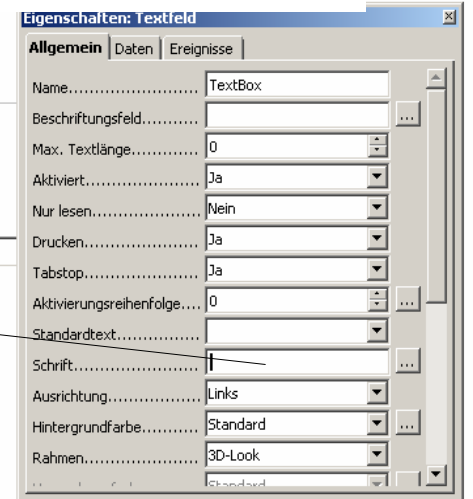 Eigenschaften: Textfeld
Allgemein Daten Ereignisse
Name........................ TextBox
Beschriftungsfeld........... ...
Max. Textlänge............. 0
Aktiviert.................... Ja
Nur lesen................... Nein
Drucken..................... Ja
Tabstop..................... Ja
Aktivierungsreihenfolge.... 0 ...
Standardtext...............
Schrift...................... ...
Ausrichtung................. Links
Hintergrundfarbe........... Standard ...
Rahmen..................... 3D-Look
Standard